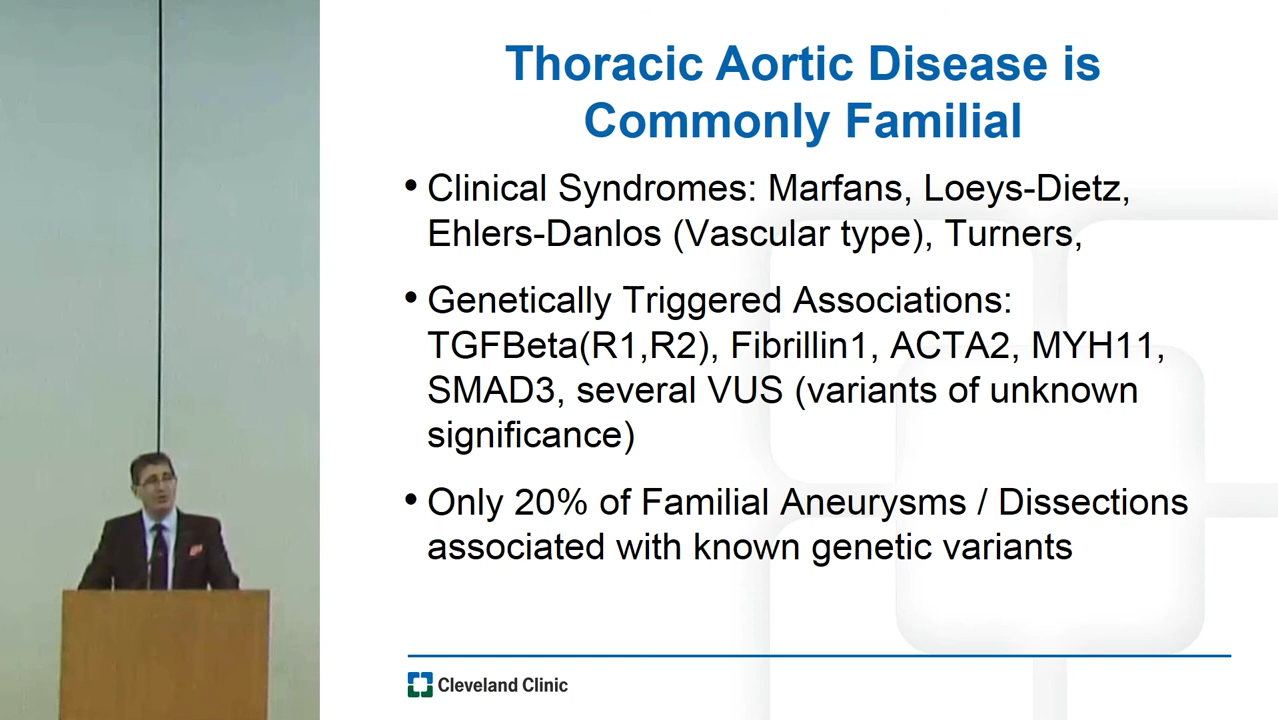 Thoracic Aortic Disease is
Commonly Familial
• Clinical Syndromes: Marfans, Loeys-Dietz,
Ehlers-Danlos (Vascular type), Turners,
• Genetically Triggered Associations:
TGFBeta(R1,R2), Fibrillin1, ACTA2, MYH11,
SMAD3, several VUS (variants of unknown
significance)
• Only 20% of Familial Aneurysms / Dissections
associated with known genetic variants
Cleveland Clinic